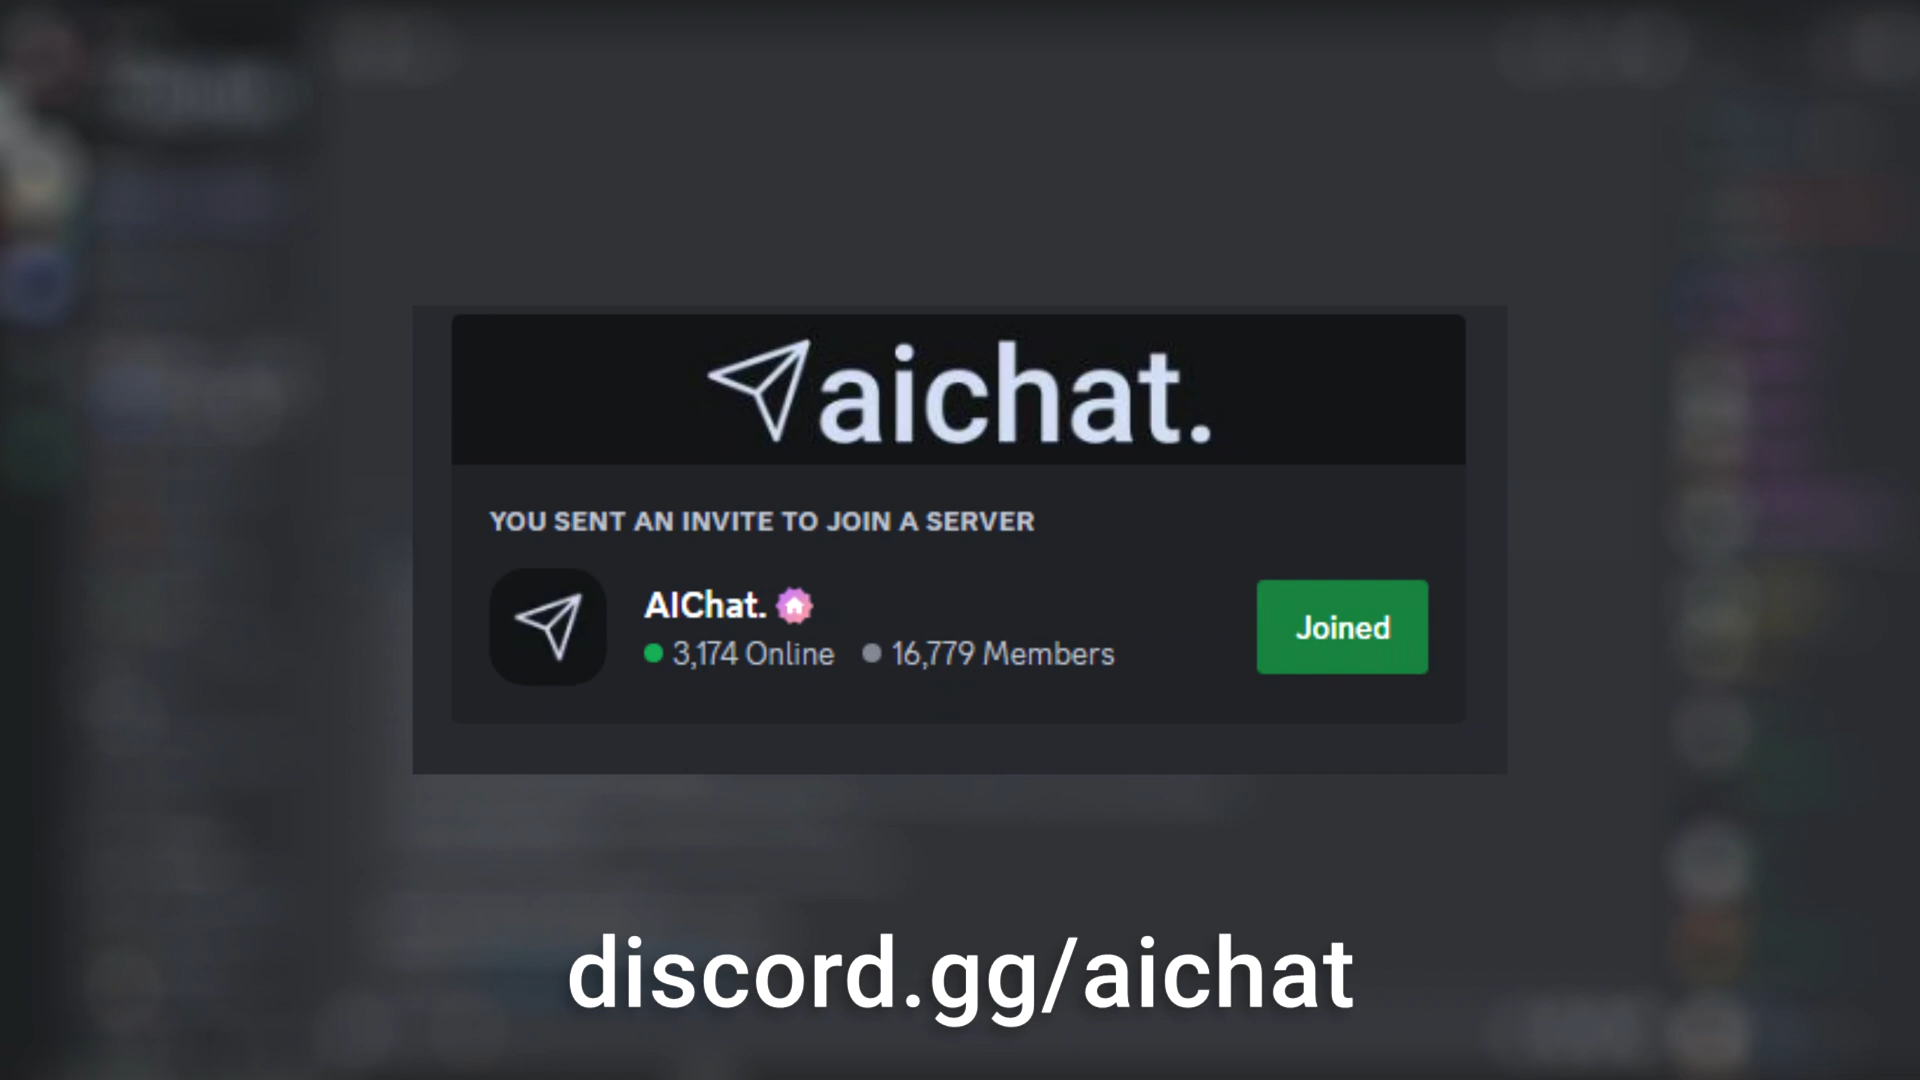 aichat.
YOU SENT AN INVITE TO JOIN A SERVER
AIChat.
3,174 Online 16,779 Members
Joined
discord.gg/aichat